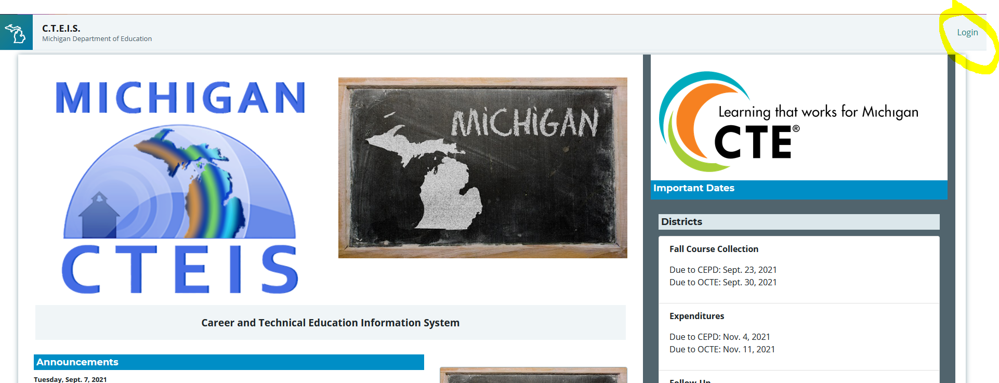 C.T.E.I.S.
Michigan Department of Education
Login
MICHIGAN
CTEIS
MICHIGAN
Learning that works for Michigan
CTE®
Important Dates
Districts
Fall Course Collection
Due to CEPD: Sept. 23, 2021
Due to OCTE: Sept. 30, 2021
Expenditures
Due to CEPD: Nov. 4, 2021
Due to OCTE: Nov. 11, 2021
Follow-Up
Career and Technical Education Information System
Announcements
Tuesday, Sept. 7, 2021